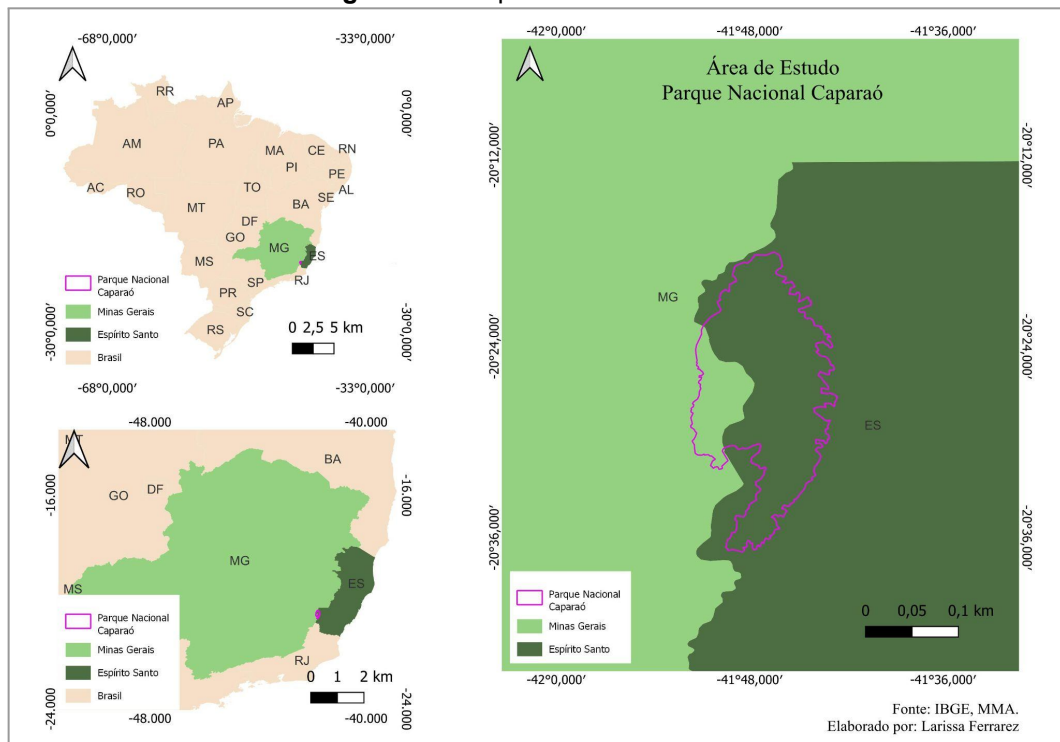 -68°0,000′
-33°0,000′
0°0,000′
0°0,000′
RR
AP
AM
PA
MA
CE
RN
PI
PE
AC
RO
TO
SE
AL
MT
BA
DF
GO
MG
ES
MS
SP
RJ
PR
SC
RS
Parque Nacional
Caparaó
Minas Gerais
Espírito Santo
Brasil
0 2,5 5 km
-30°0,000′
-30°0,000′
-68°0,000′
-33°0,000′
-48.000
-40.000
MT
BA
GO
DF
-16.000
-16.000
MG
ES
MS
RJ
Parque Nacional
Caparaó
Minas Gerais
Espírito Santo
Brasil
0 1 2 km
-24.000
-24.000
-48.000
-40.000
-42°0,000′
-41°48,000′
-41°36,000′
Área de Estudo
Parque Nacional Caparaó
-20°12,000′
-20°12,000′
MG
-20°24,000′
-20°24,000′
ES
-20°36,000′
-20°36,000′
Parque Nacional
Caparaó
Minas Gerais
Espírito Santo
0 0,05 0,1 km
-42°0,000′
-41°48,000′
-41°36,000′
Fonte: IBGE, MMA.
Elaborado por: Larissa Ferrarez